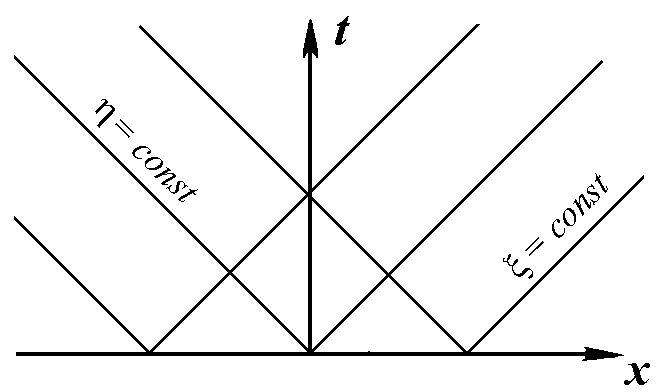 t
η = const
ξ = const
x